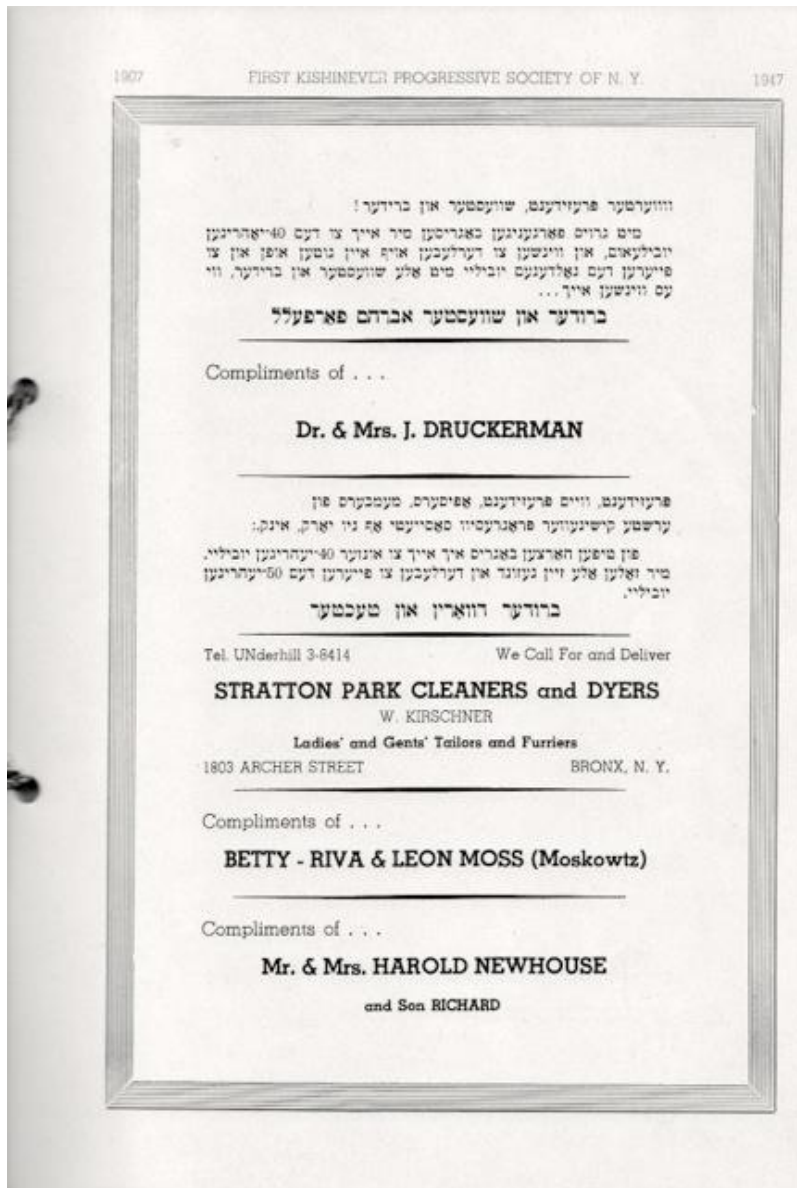 1907 FIRST KISHINEVER PROGRESSIVE SOCIETY OF N. Y. 1947
ווערטער פרעזידענט, שוועסטער און ברידער!
מיט גרויס פארגעניגען באגריסען מיר אייך צו דעם 40־יאהריגען
יובילעאום, און ווינשען צו דערלעבען אויף איין גוטען אופן און צו
פייערען דעם גאלדענעם יוביליי מיט אלע שוועסטער און ברידער, ווי
עס ווינשען אייך...
ברודער און שוועסטער אברהם פארפעלל
Compliments of . . .
Dr. & Mrs. J. DRUCKERMAN
פרעזידענט, ווייס פרעזידענט, אפיסערס, מעמבערס פון
ערשטע קישינעווער פראגרעסיוו סאסייעטי אף ניו יארק, אינק.:
פון טיפען הארצען באגריס איך אייך צו אונזער 40־יעהריגען יוביליי.
מיר זאלען אלע זיין געזונד און דערלעבען צו פייערען דעם 50־יעהריגען
יוביליי.
ברודער דווארין און טעכטער
Tel. UNderhill 3-8414 We Call For and Deliver
STRATTON PARK CLEANERS and DYERS
W. KIRSCHNER
Ladies' and Gents' Tailors and Furriers
1803 ARCHER STREET BRONX, N. Y.
Compliments of . . .
BETTY - RIVA & LEON MOSS (Moskowtz)
Compliments of . . .
Mr. & Mrs. HAROLD NEWHOUSE
and Son RICHARD